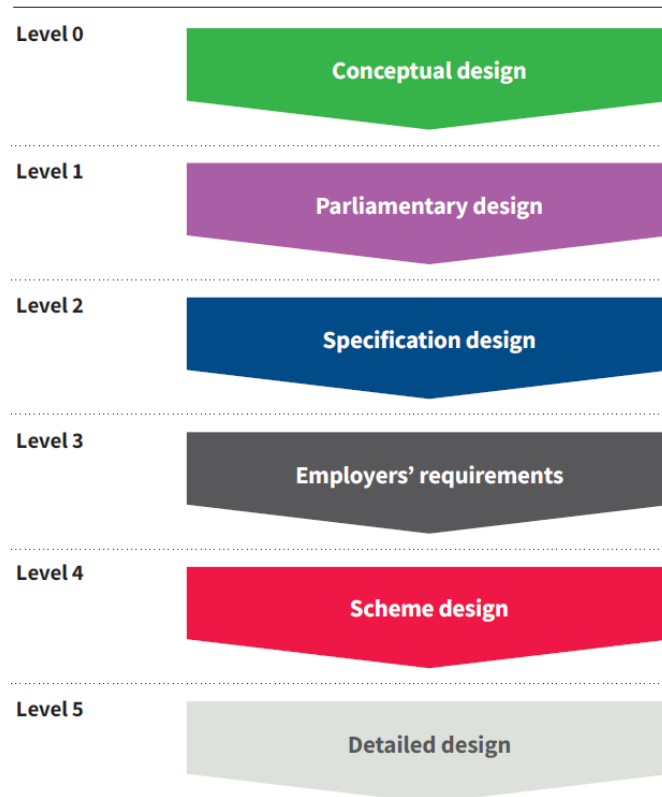 Level 0
Conceptual design
Level 1
Parliamentary design
Level 2
Specification design
Level 3
Employers’ requirements
Level 4
Scheme design
Level 5
Detailed design